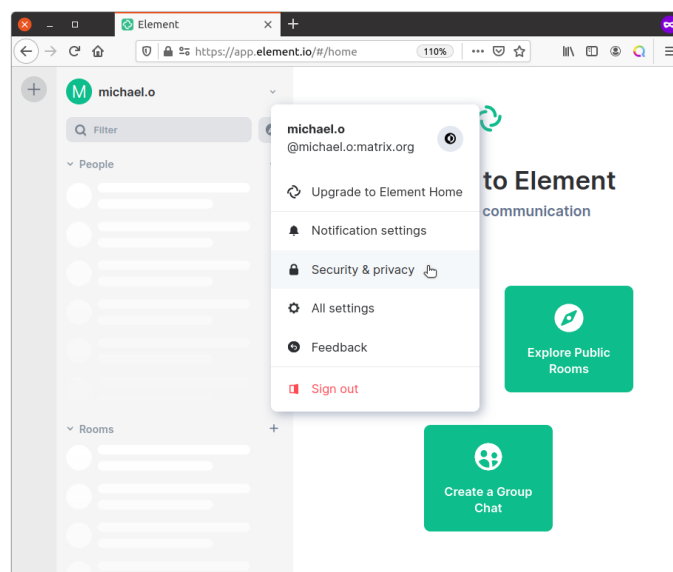 Element
https://app.element.io/#/home
110%
M michael.o
Filter
People
Rooms
michael.o
@michael.o:matrix.org
Upgrade to Element Home
Notification settings
Security & privacy
All settings
Feedback
Sign out
to Element
communication
Explore Public
Rooms
Create a Group
Chat